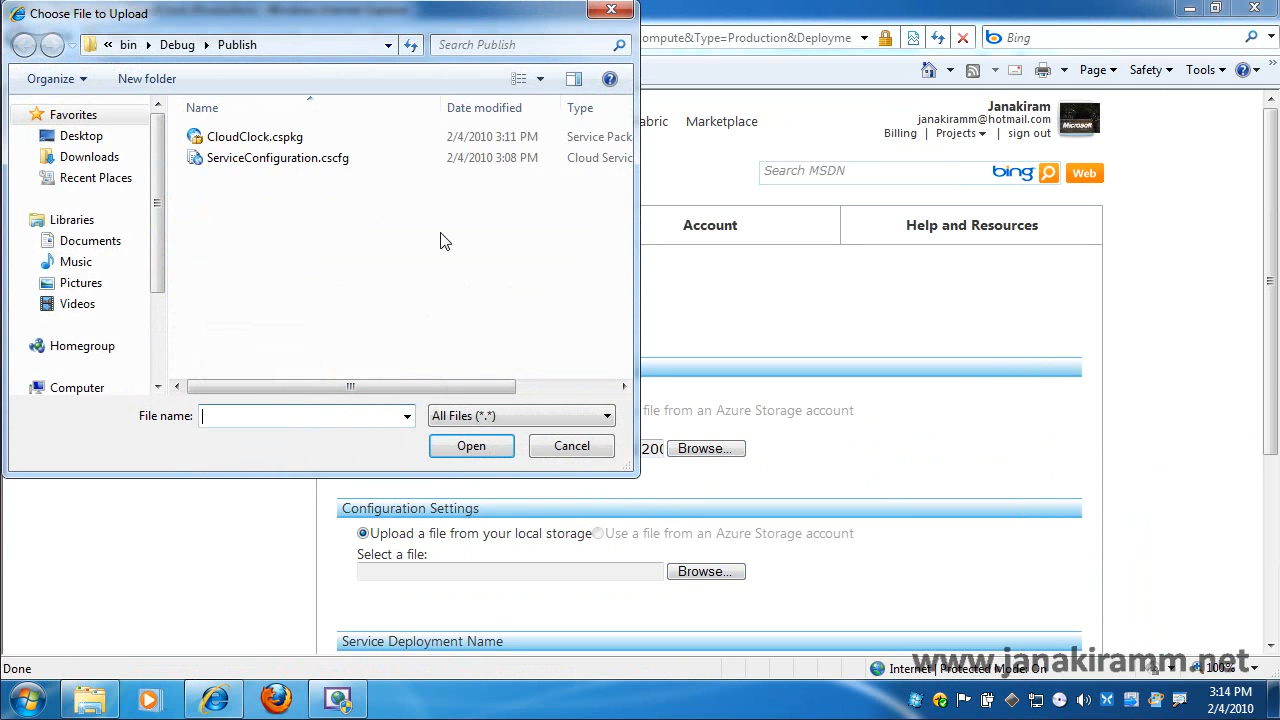 Choose File to Upload
« bin Debug Publish
Search Publish
ompute&Type=Production&Deployme
Bing
Organize
New folder
Page
Safety
Tools
Favorites
Desktop
Downloads
Recent Places
Libraries
Documents
Music
Pictures
Videos
Homegroup
Computer
Name
Date modified
Type
CloudClock.cspkg
2/4/2010 3:11 PM
Service Pack
ServiceConfiguration.cscfg
2/4/2010 3:08 PM
Cloud Servic
File name:
All Files (*.*)
Open
Cancel
Janakiram
janakiramm@hotmail.com
Billing | Projects | sign out
Microsoft
abric
Marketplace
Search MSDN
bing
Web
Account
Help and Resources
file from an Azure Storage account
200
Browse...
Configuration Settings
Upload a file from your local storage
Use a file from an Azure Storage account
Select a file:
Browse...
Service Deployment Name
www.janakiramm.net
Done
Internet | Protected Mode: On
100%
3:14 PM
2/4/2010